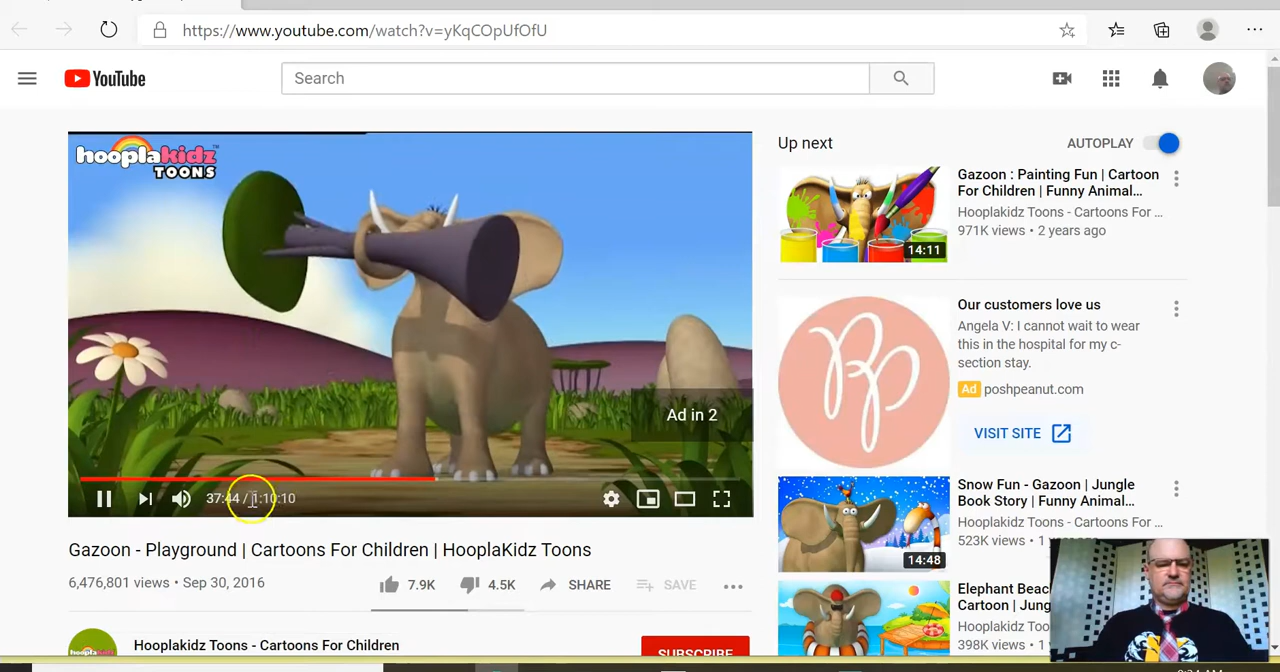 https://www.youtube.com/watch?v=yKqCOpUfOfU
YouTube
Search
hooplakidz
TOONS
Ad in 2
37:44 / 1:10:10
Gazoon - Playground | Cartoons For Children | HooplaKidz Toons
6,476,801 views • Sep 30, 2016
7.9K
4.5K
SHARE
SAVE
hooplakidz
Hooplakidz Toons - Cartoons For Children
SUBSCRIBE
Up next
AUTOPLAY
14:11
Gazoon : Painting Fun | Cartoon
For Children | Funny Animal...
Hooplakidz Toons - Cartoons For ...
971K views • 2 years ago
Our customers love us
Angela V: I cannot wait to wear
this in the hospital for my c-
section stay.
Ad poshpeanut.com
VISIT SITE
14:48
Snow Fun - Gazoon | Jungle
Book Story | Funny Animal...
Hooplakidz Toons - Cartoons For ...
523K views • 1
Elephant Beac
Cartoon | Jung
Hooplakidz Too
398K views • 1